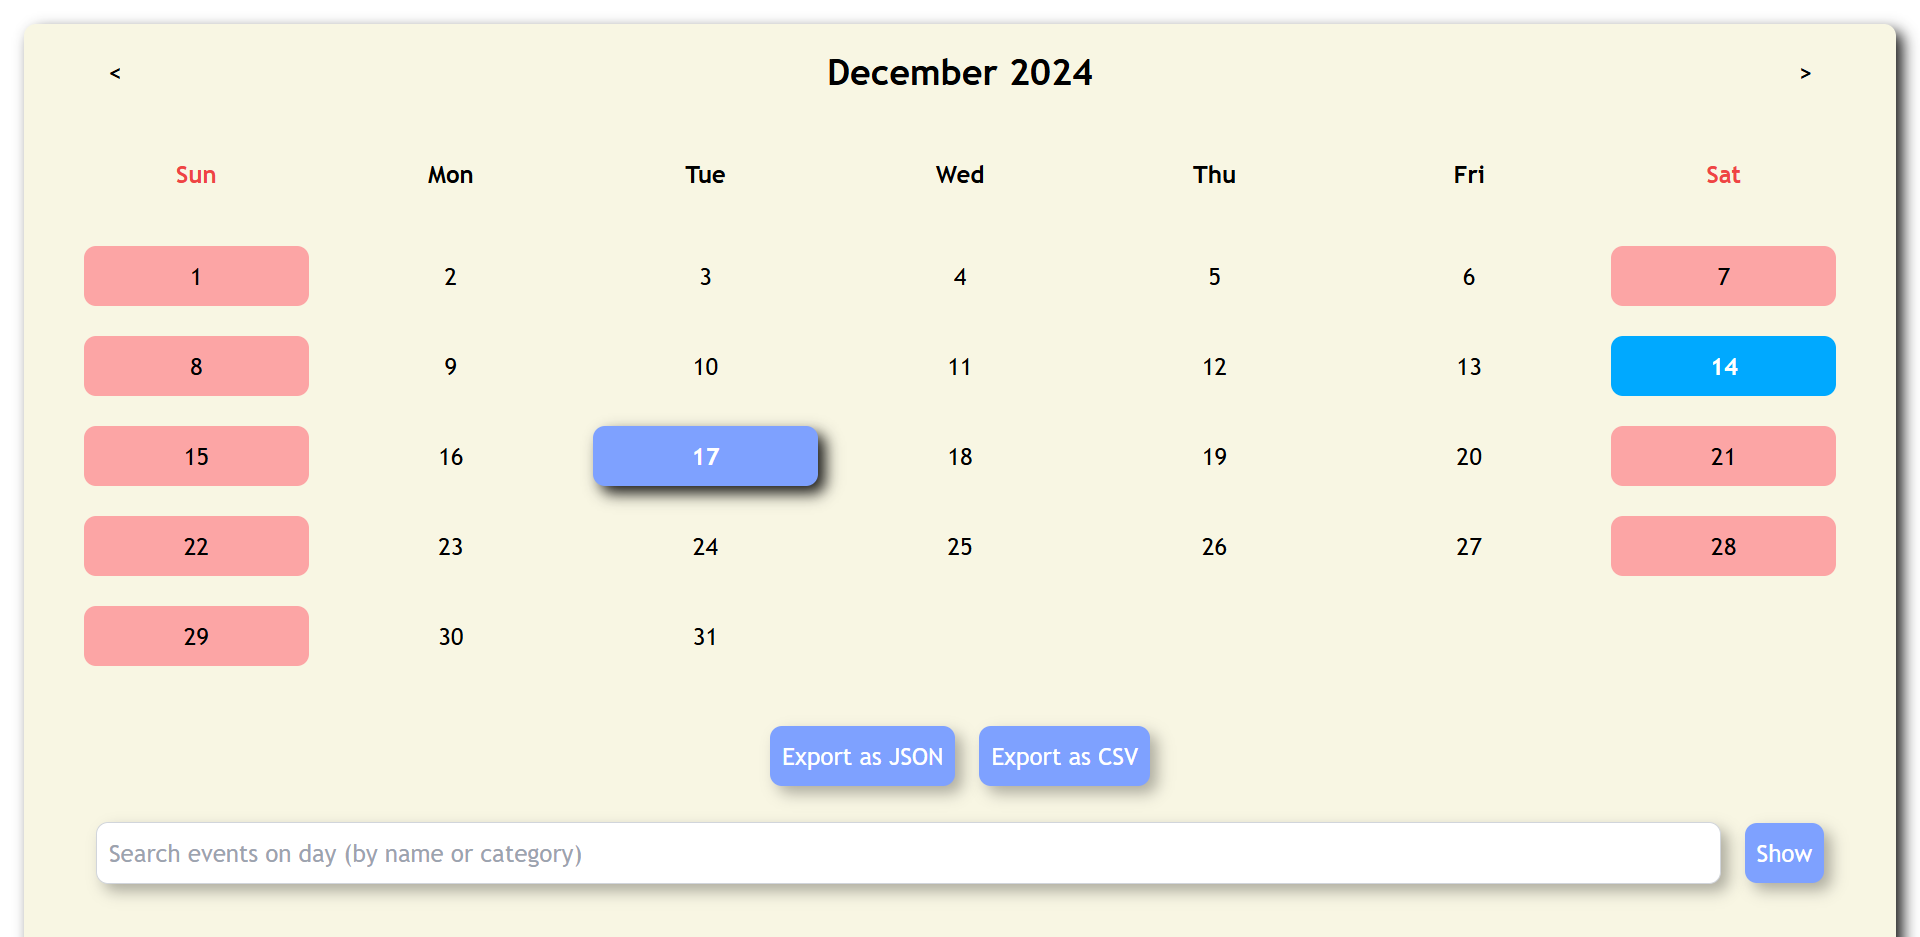 < December 2024 >
Sun Mon Tue Wed Thu Fri Sat
1 2 3 4 5 6 7
8 9 10 11 12 13 14
15 16 17 18 19 20 21
22 23 24 25 26 27 28
29 30 31
Export as JSON Export as CSV
Search events on day (by name or category) Show